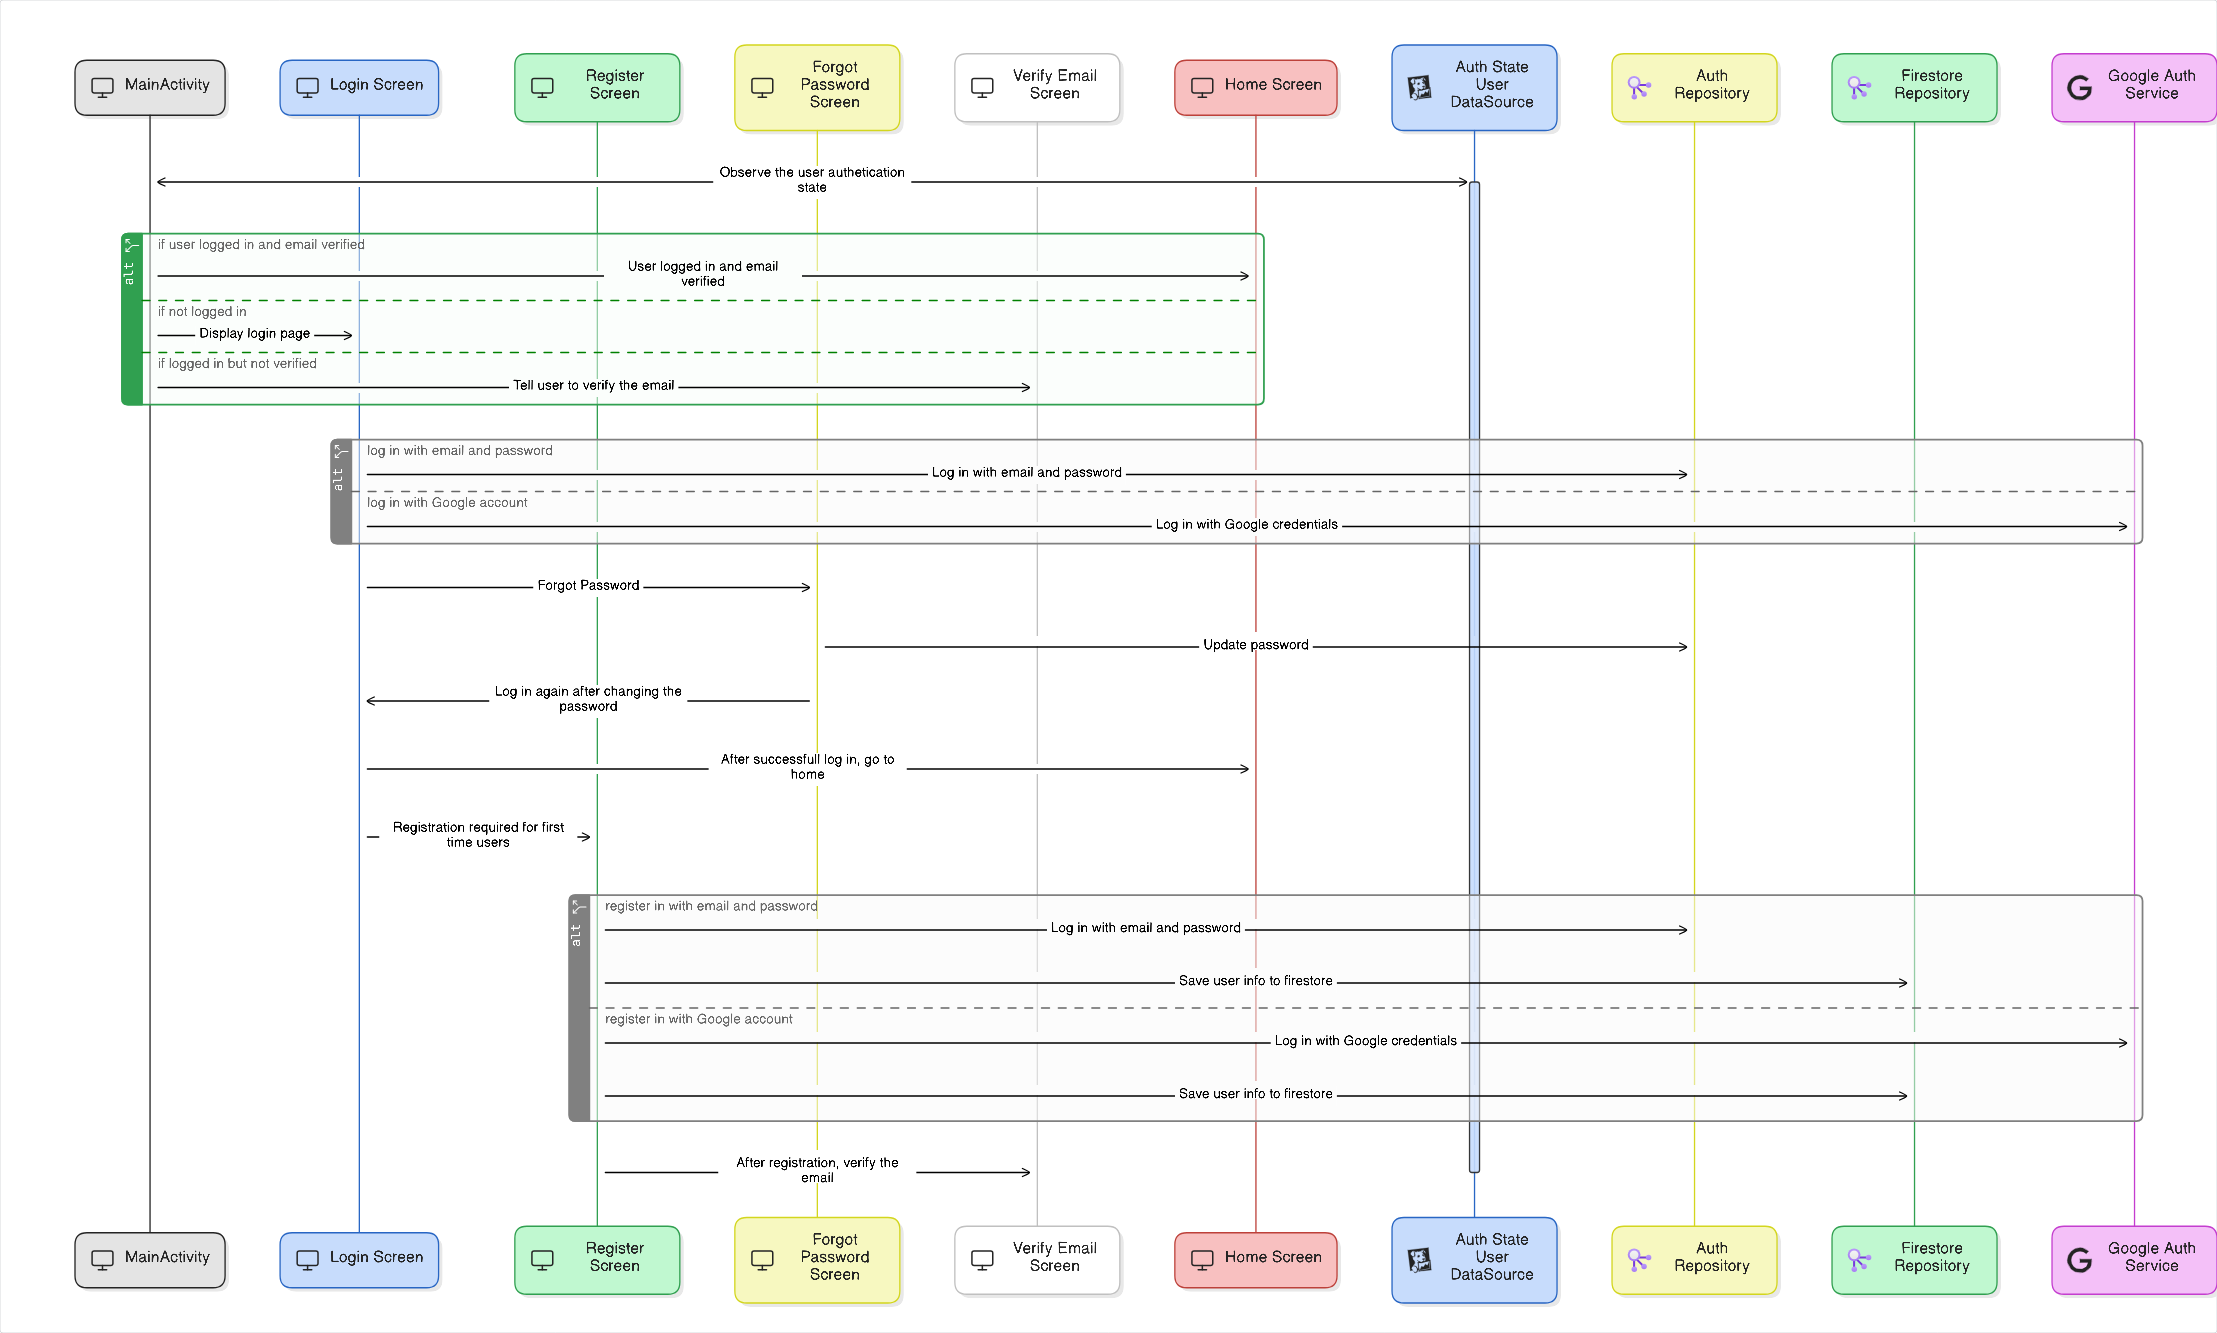 MainActivity
Login Screen
Register
Screen
Forgot
Password
Screen
Verify Email
Screen
Home Screen
Auth State
User
DataSource
Auth
Repository
Firestore
Repository
Google Auth
Service
Observe the user authetication
state
alt
if user logged in and email verified
User logged in and email
verified
if not logged in
Display login page
if logged in but not verified
Tell user to verify the email
alt
log in with email and password
Log in with email and password
log in with Google account
Log in with Google credentials
Forgot Password
Update password
Log in again after changing the
password
After successfull log in, go to
home
Registration required for first
time users
alt
register in with email and password
Log in with email and password
Save user info to firestore
register in with Google account
Log in with Google credentials
Save user info to firestore
After registration, verify the
email
MainActivity
Login Screen
Register
Screen
Forgot
Password
Screen
Verify Email
Screen
Home Screen
Auth State
User
DataSource
Auth
Repository
Firestore
Repository
Google Auth
Service